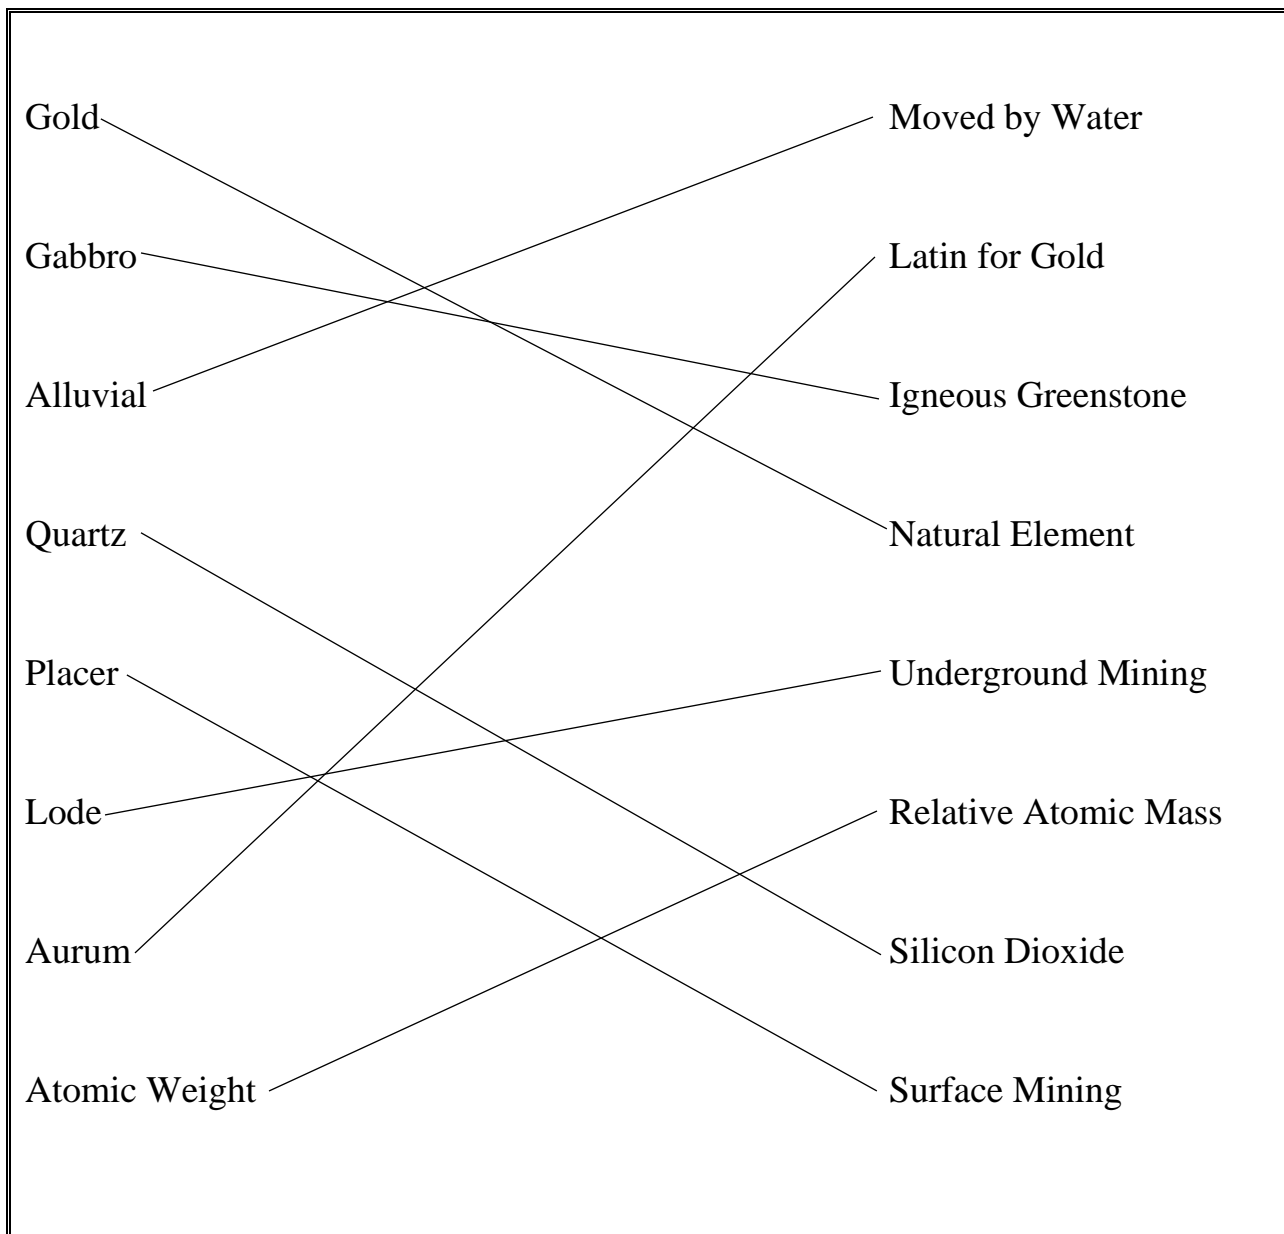 Gold Moved by Water
Gabbro Latin for Gold
Alluvial Igneous Greenstone
Quartz Natural Element
Placer Underground Mining
Lode Relative Atomic Mass
Aurum Silicon Dioxide
Atomic Weight Surface Mining